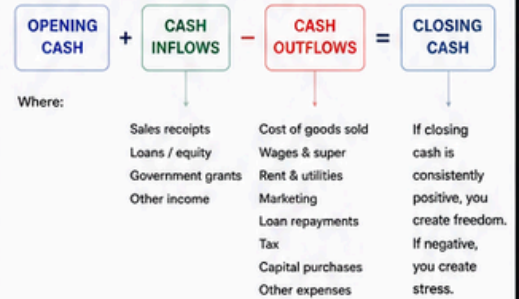 OPENING CASH + CASH INFLOWS − CASH OUTFLOWS = CLOSING CASH
Where:
Sales receipts
Loans / equity
Government grants
Other income
Cost of goods sold
Wages & super
Rent & utilities
Marketing
Loan repayments
Tax
Capital purchases
Other expenses
If closing
cash is
consistently
positive, you
create freedom.
If negative,
you create
stress.